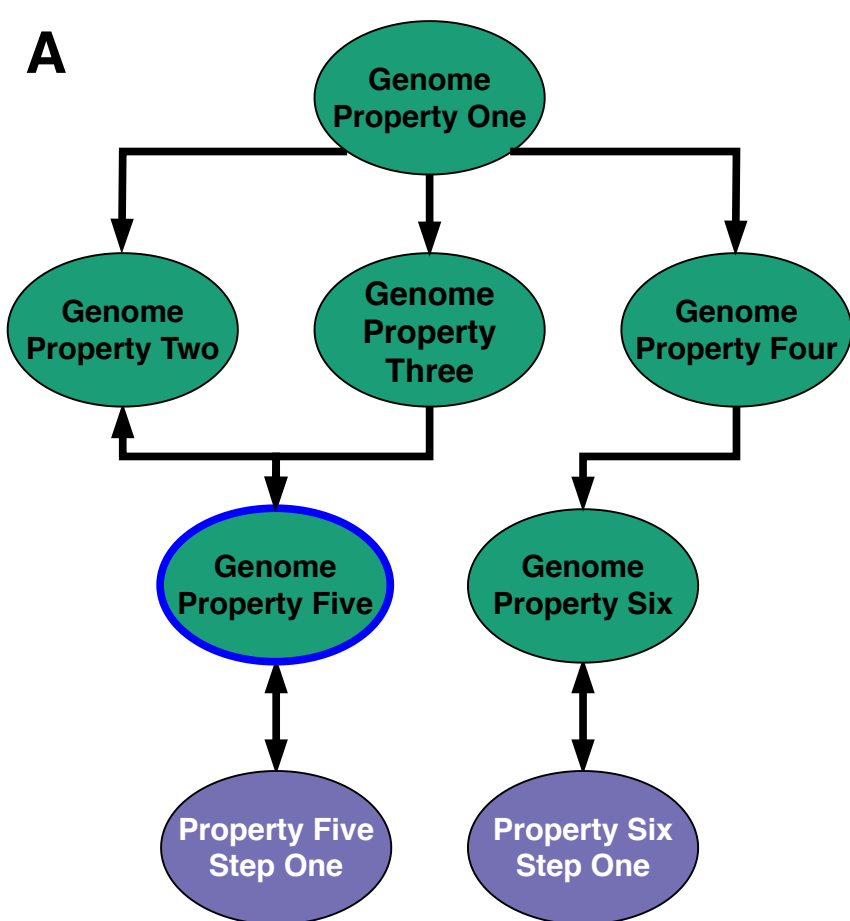 A
Genome
Property One
Genome
Property Two
Genome
Property
Three
Genome
Property Four
Genome
Property Five
Genome
Property Six
Property Five
Step One
Property Six
Step One